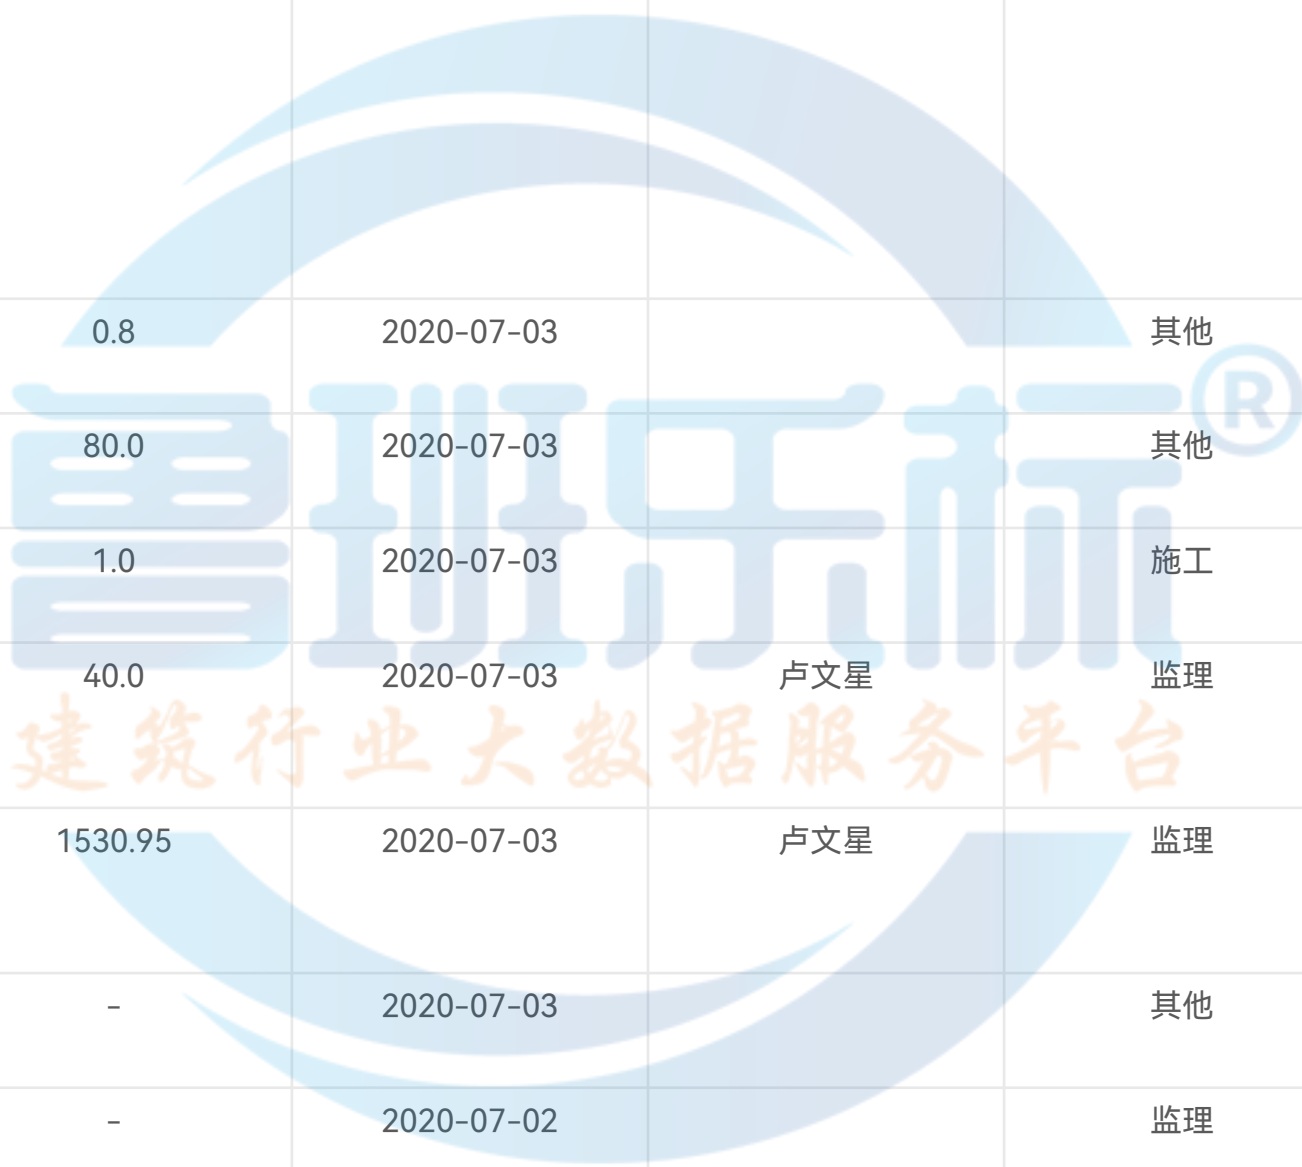 0.8 2020-07-03 其他
鲁班乐标®
80.0 2020-07-03 其他
1.0 2020-07-03 施工
40.0 2020-07-03 卢文星 监理
建筑行业大数据服务平台
1530.95 2020-07-03 卢文星 监理
- 2020-07-03 其他
- 2020-07-02 监理